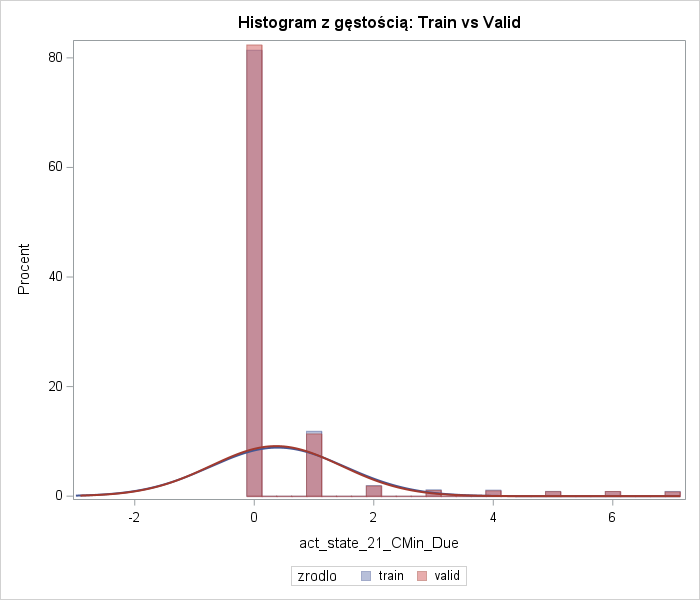 Histogram z gęstością: Train vs Valid
80
60
40
20
0
Procent
-2 0 2 4 6
act_state_21_CMin_Due
zrodlo train valid